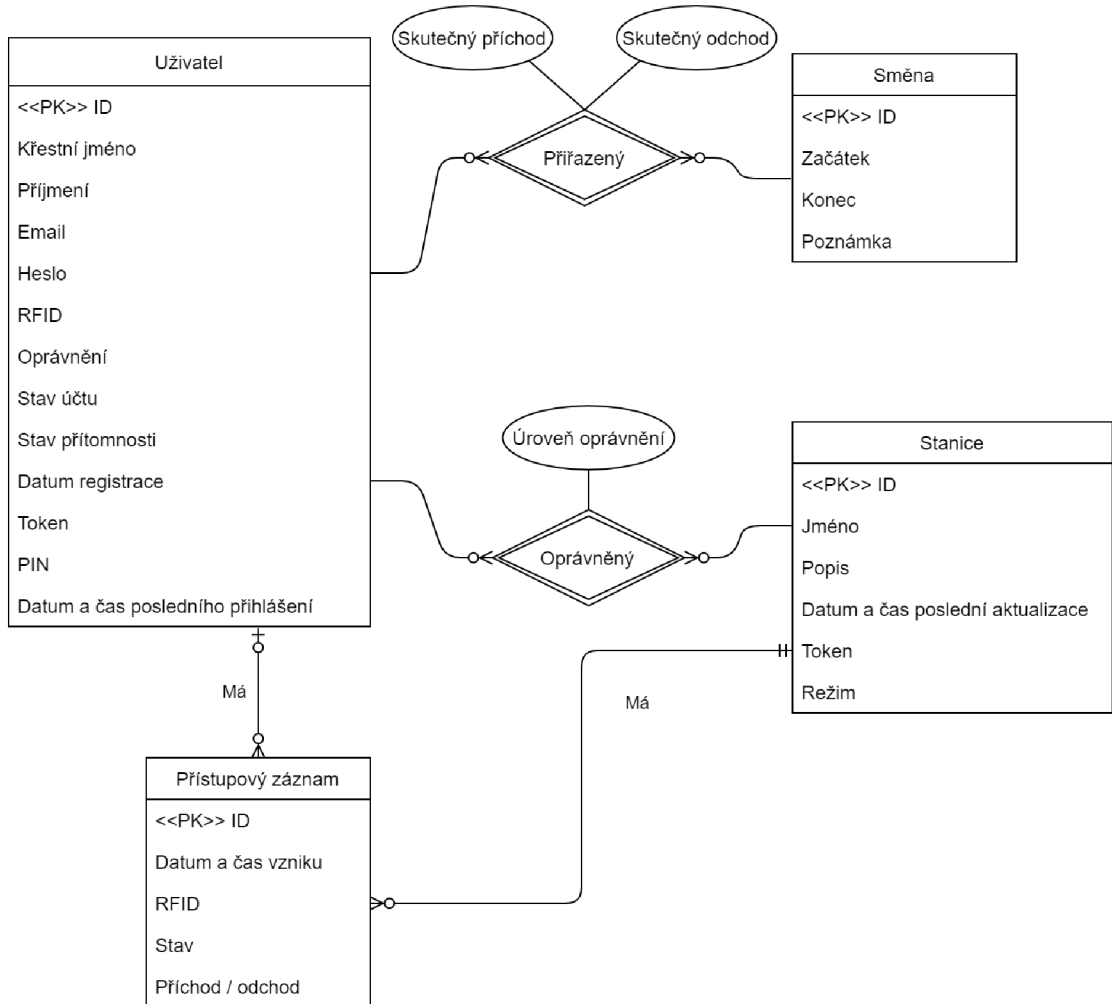 Skutečný příchod
Skutečný odchod
Uživatel
<<PK>> ID
Křestní jméno
Příjmení
Email
Heslo
RFID
Oprávnění
Stav účtu
Stav přítomnosti
Datum registrace
Token
PIN
Datum a čas posledního přihlášení
Přiřazený
Směna
<<PK>> ID
Začátek
Konec
Poznámka
Úroveň oprávnění
Oprávněný
Stanice
<<PK>> ID
Jméno
Popis
Datum a čas poslední aktualizace
Token
Režim
Má
Má
Přístupový záznam
<<PK>> ID
Datum a čas vzniku
RFID
Stav
Příchod / odchod